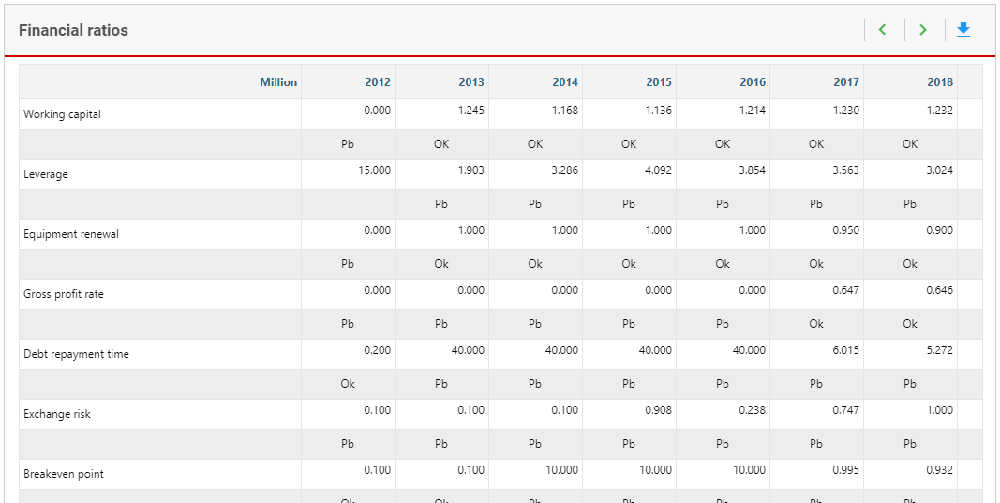 Financial ratios
Million 2012 2013 2014 2015 2016 2017 2018
Working capital 0.000 1.245 1.168 1.136 1.214 1.230 1.232
Pb OK OK OK OK OK OK
Leverage 15.000 1.903 3.286 4.092 3.854 3.563 3.024
Pb Pb Pb Pb Pb Pb
Equipment renewal 0.000 1.000 1.000 1.000 1.000 0.950 0.900
Pb Ok Ok Ok Ok Ok Ok
Gross profit rate 0.000 0.000 0.000 0.000 0.000 0.647 0.646
Pb Pb Pb Pb Pb Ok Ok
Debt repayment time 0.200 40.000 40.000 40.000 40.000 6.015 5.272
Ok Pb Pb Pb Pb Pb Pb
Exchange risk 0.100 0.100 0.100 0.908 0.238 0.747 1.000
Pb Pb Pb Pb Pb Pb Pb
Breakeven point 0.100 0.100 10.000 10.000 10.000 0.995 0.932
Ok Ok Pb Pb Pb Pb Pb